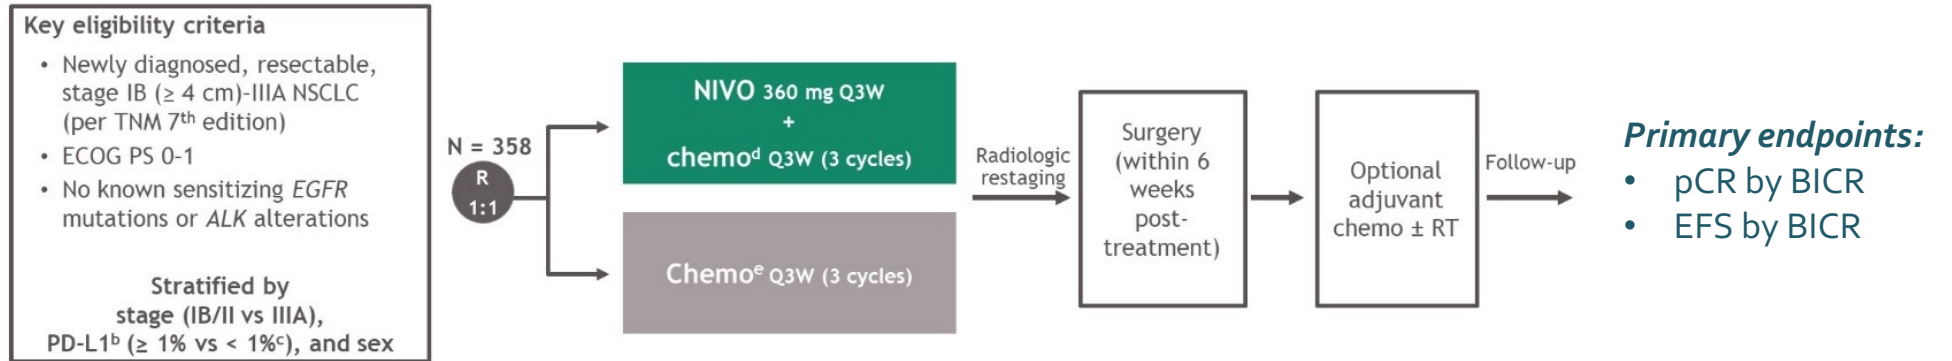 Key eligibility criteria
• Newly diagnosed, resectable,
stage IB (≥ 4 cm)-IIIA NSCLC
(per TNM 7th edition)
• ECOG PS 0-1
• No known sensitizing EGFR
mutations or ALK alterations
Stratified by
stage (IB/II vs IIIA),
PD-L1ᵇ (≥ 1% vs < 1%ᶜ), and sex
N = 358
R
1:1
NIVO 360 mg Q3W
+
chemoᵈ Q3W (3 cycles)
Chemoᵉ Q3W (3 cycles)
Radiologic
restaging
Surgery
(within 6
weeks
post-
treatment)
Optional
adjuvant
chemo ± RT
Follow-up
Primary endpoints:
• pCR by BICR
• EFS by BICR